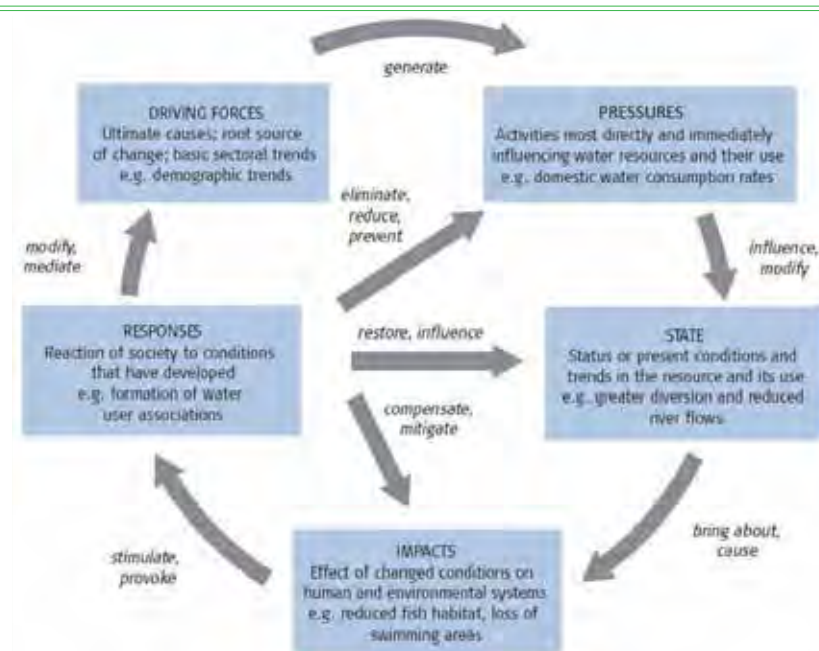 generate
DRIVING FORCES
Ultimate causes; root source
of change; basic sectoral trends
e.g. demographic trends
PRESSURES
Activities most directly and immediately
influencing water resources and their use
e.g. domestic water consumption rates
eliminate,
reduce,
prevent
modify,
mediate
influence,
modify
RESPONSES
Reaction of society to conditions
that have developed
e.g. formation of water
user associations
restore, influence
STATE
Status or present conditions and
trends in the resource and its use
e.g. greater diversion and reduced
river flows
compensate,
mitigate
bring about,
cause
stimulate,
provoke
IMPACTS
Effect of changed conditions on
human and environmental systems
e.g. reduced fish habitat, loss of
swimming areas